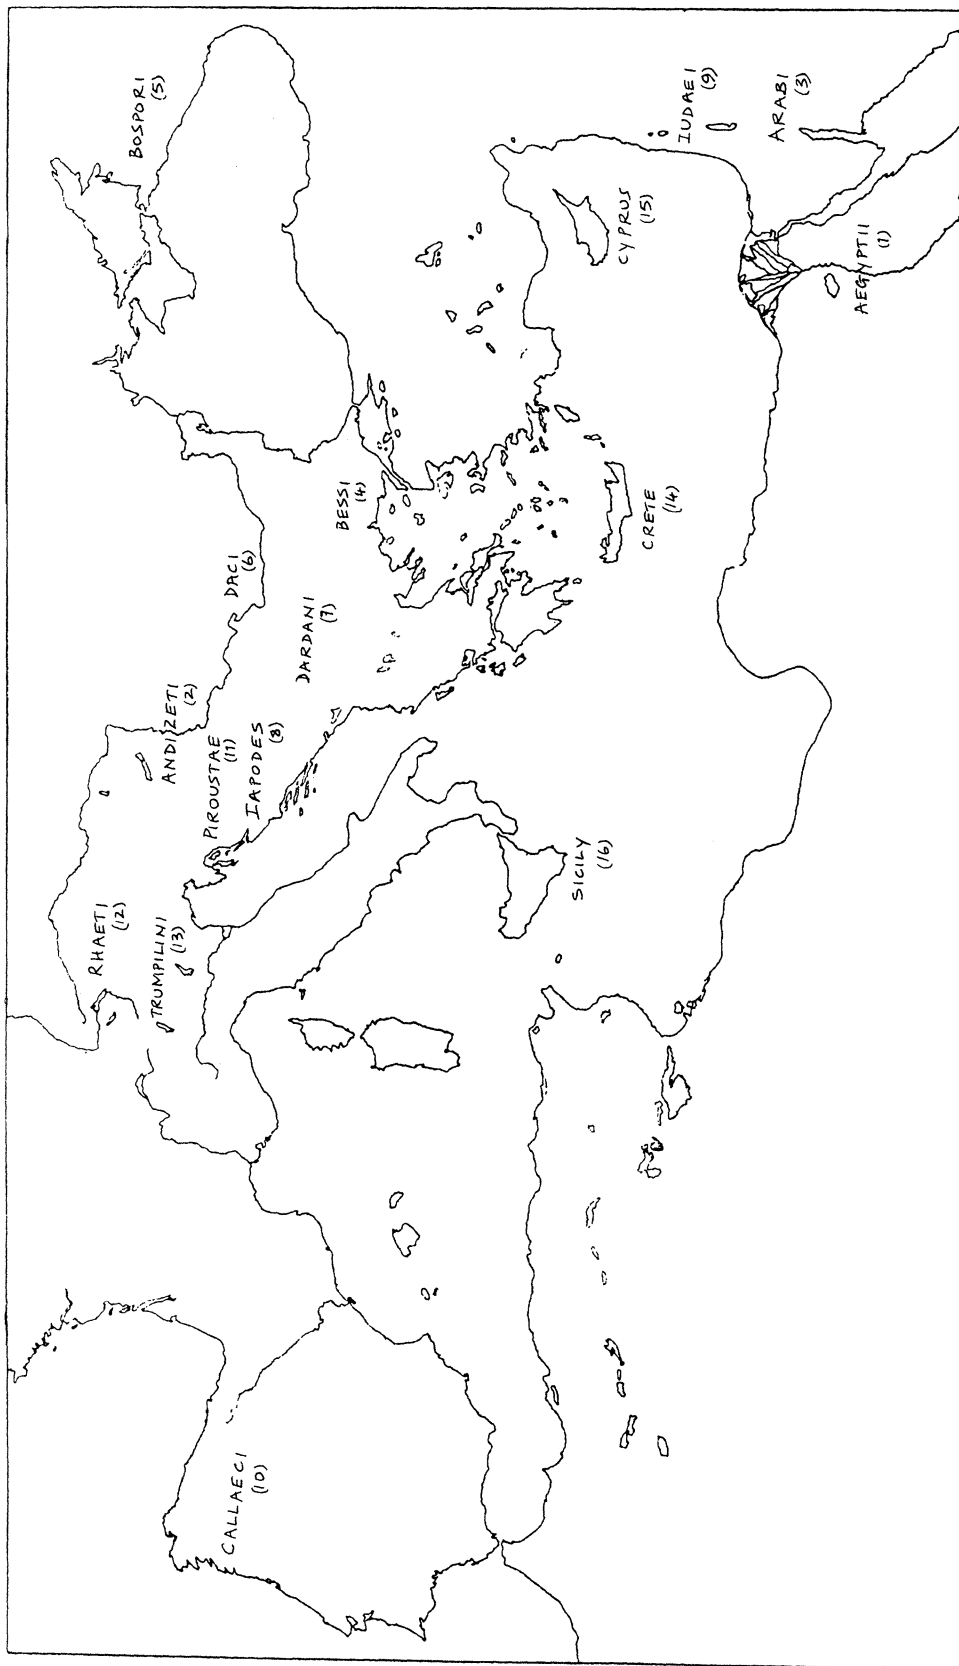 CALLAECI
(10)
RHAETI
(12)
TRUMPILINI
(13)
ANDIZETI
(2)
PIROUSTAE
(11)
IAPODES
(8)
DACI
(6)
DARDANI
(7)
BESSI
(4)
BOSPORI
(5)
SICILY
(16)
CRETE
(14)
CYPRUS
(15)
IUDAEI
(9)
ARABI
(3)
AEGYPTII
(1)